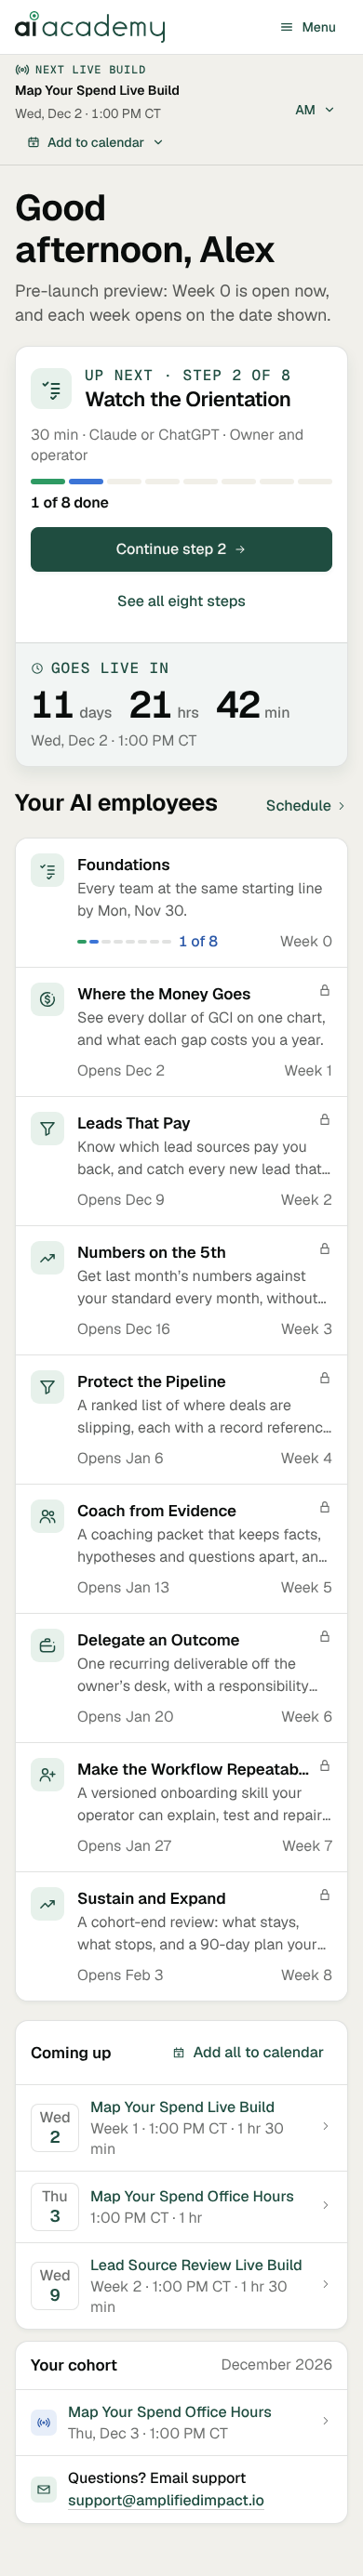 ai academy
Menu
NEXT LIVE BUILD
Map Your Spend Live Build
Wed, Dec 2 · 1:00 PM CT
AM
Add to calendar
Good
afternoon, Alex
Pre-launch preview: Week 0 is open now,
and each week opens on the date shown.
UP NEXT · STEP 2 OF 8
Watch the Orientation
30 min · Claude or ChatGPT · Owner and
operator
1 of 8 done
Continue step 2 →
See all eight steps
GOES LIVE IN
11 days 21 hrs 42 min
Wed, Dec 2 · 1:00 PM CT
Your AI employees
Schedule
Foundations
Every team at the same starting line
by Mon, Nov 30.
1 of 8
Week 0
Where the Money Goes
See every dollar of GCI on one chart,
and what each gap costs you a year.
Opens Dec 2
Week 1
Leads That Pay
Know which lead sources pay you
back, and catch every new lead that…
Opens Dec 9
Week 2
Numbers on the 5th
Get last month's numbers against
your standard every month, without…
Opens Dec 16
Week 3
Protect the Pipeline
A ranked list of where deals are
slipping, each with a record referenc…
Opens Jan 6
Week 4
Coach from Evidence
A coaching packet that keeps facts,
hypotheses and questions apart, an…
Opens Jan 13
Week 5
Delegate an Outcome
One recurring deliverable off the
owner's desk, with a responsibility…
Opens Jan 20
Week 6
Make the Workflow Repeatab…
A versioned onboarding skill your
operator can explain, test and repair…
Opens Jan 27
Week 7
Sustain and Expand
A cohort-end review: what stays,
what stops, and a 90-day plan your…
Opens Feb 3
Week 8
Coming up
Add all to calendar
Wed
2
Map Your Spend Live Build
Week 1 · 1:00 PM CT · 1 hr 30
min
Thu
3
Map Your Spend Office Hours
1:00 PM CT · 1 hr
Wed
9
Lead Source Review Live Build
Week 2 · 1:00 PM CT · 1 hr 30
min
Your cohort
December 2026
Map Your Spend Office Hours
Thu, Dec 3 · 1:00 PM CT
Questions? Email support
support@amplifiedimpact.io